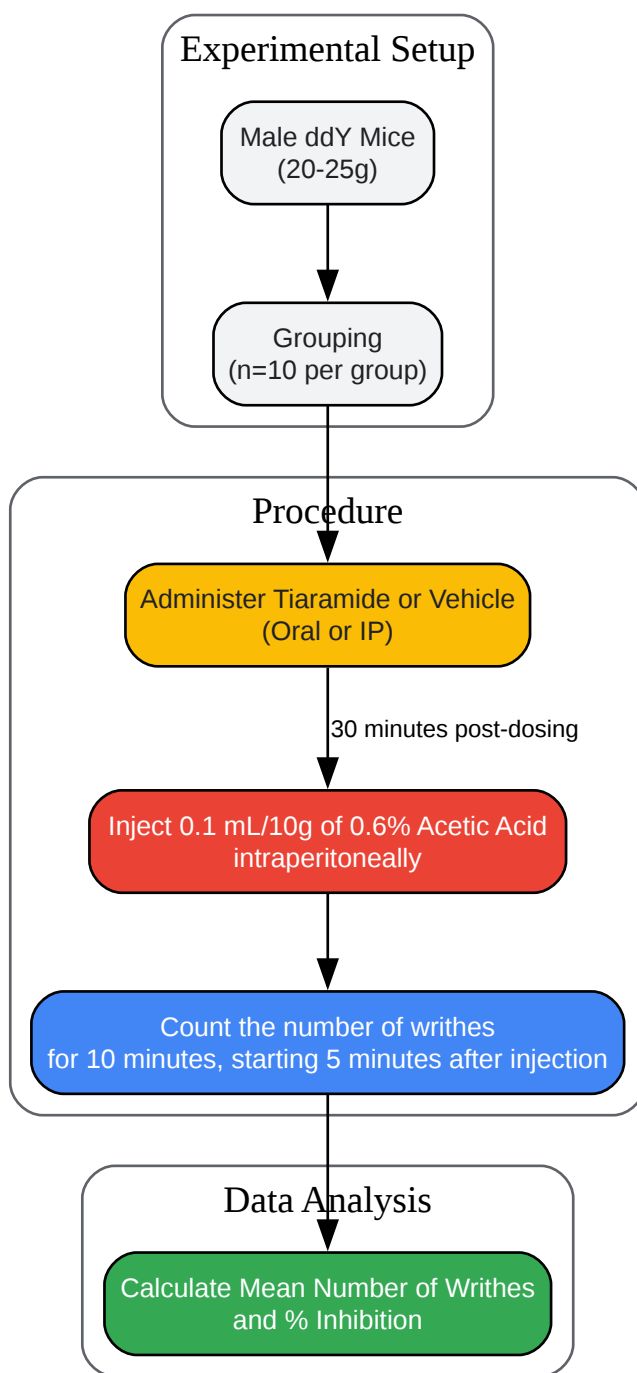 Experimental Setup
Male ddY Mice
(20-25g)
Grouping
(n=10 per group)
Procedure
Administer Tiaramide or Vehicle
(Oral or IP)
30 minutes post-dosing
Inject 0.1 mL/10g of 0.6% Acetic Acid
intraperitoneally
Count the number of writhes
for 10 minutes, starting 5 minutes after injection
Data Analysis
Calculate Mean Number of Writhes
and % Inhibition